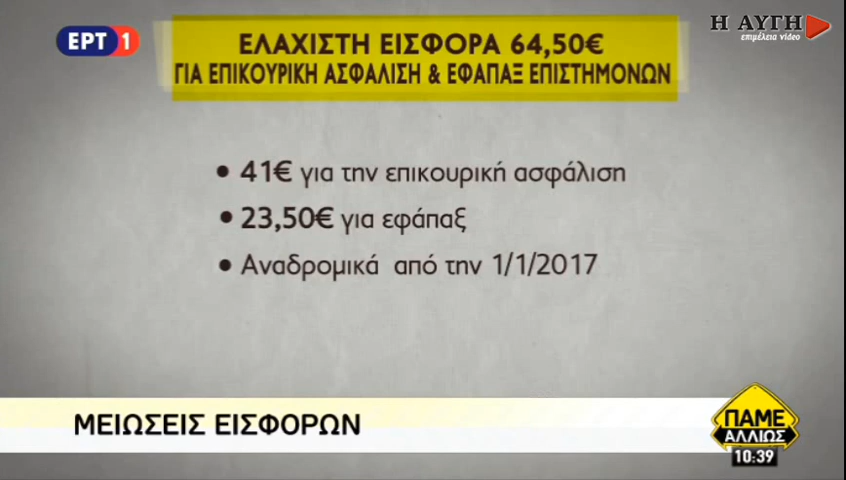 ΕΡΤ 1
Η ΑΥΓΗ
επιμέλεια video
ΕΛΑΧΙΣΤΗ ΕΙΣΦΟΡΑ 64,50€
ΓΙΑ ΕΠΙΚΟΥΡΙΚΗ ΑΣΦΑΛΙΣΗ & ΕΦΑΠΑΞ ΕΠΙΣΤΗΜΟΝΩΝ
• 41€ για την επικουρική ασφάλιση
• 23,50€ για εφάπαξ
• Αναδρομικά από την 1/1/2017
ΜΕΙΩΣΕΙΣ ΕΙΣΦΟΡΩΝ
ΠΑΜΕ
ΑΛΛΙΩΣ
10:39